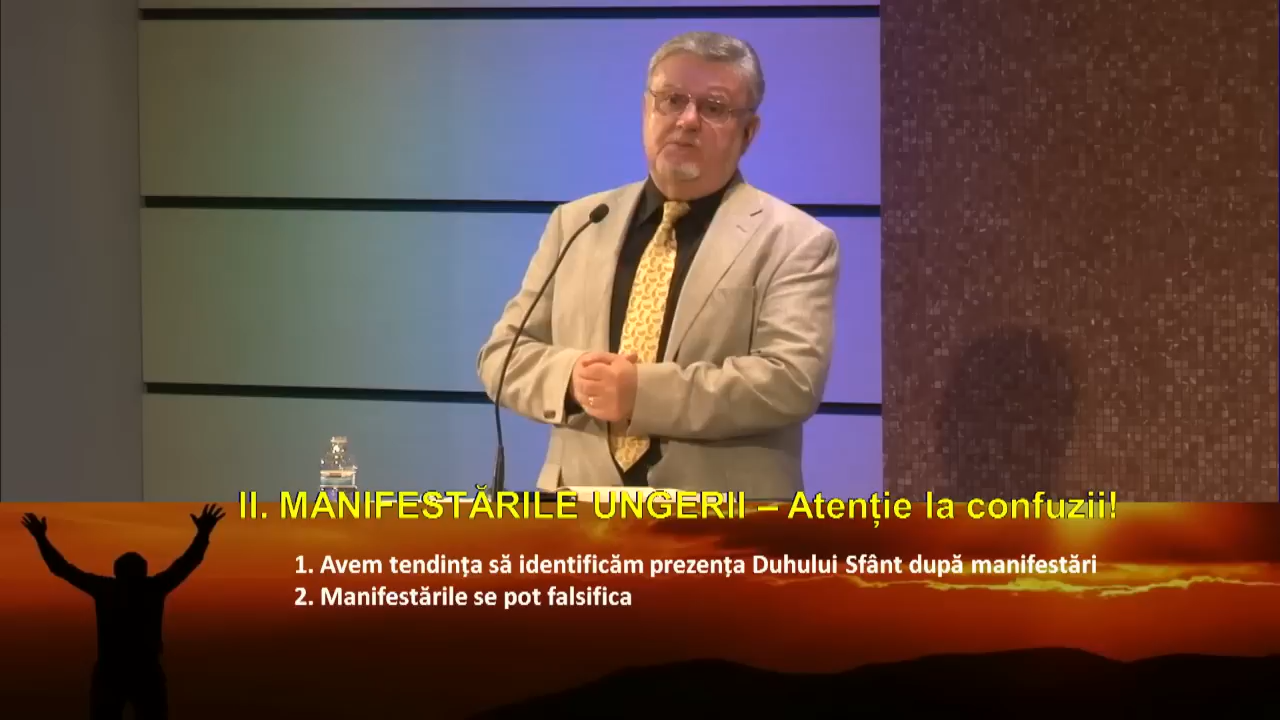 II. MANIFESTĂRILE UNGERII – Atenție la confuzii!
1. Avem tendința să identificăm prezența Duhului Sfânt după manifestări
2. Manifestările se pot falsifica